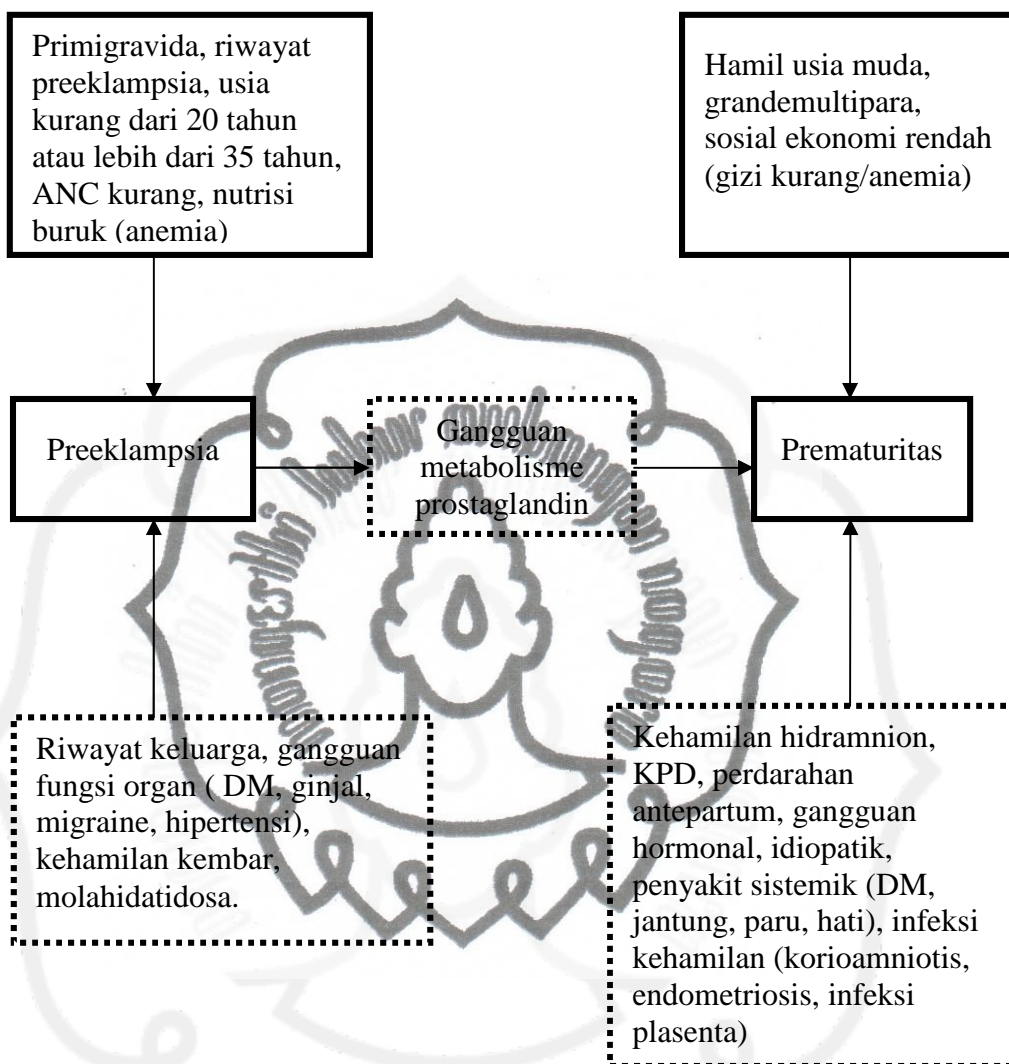 Primigravida, riwayat
preeklampsia, usia
kurang dari 20 tahun
atau lebih dari 35 tahun,
ANC kurang, nutrisi
buruk (anemia)
Hamil usia muda,
grandemultipara,
sosial ekonomi rendah
(gizi kurang/anemia)
Preeklampsia
Gangguan
metabolisme
prostaglandin
Prematuritas
Riwayat keluarga, gangguan
fungsi organ ( DM, ginjal,
migraine, hipertensi),
kehamilan kembar,
molahidatidosa.
Kehamilan hidramnion,
KPD, perdarahan
antepartum, gangguan
hormonal, idiopatik,
penyakit sistemik (DM,
jantung, paru, hati), infeksi
kehamilan (korioamniotis,
endometriosis, infeksi
plasenta)